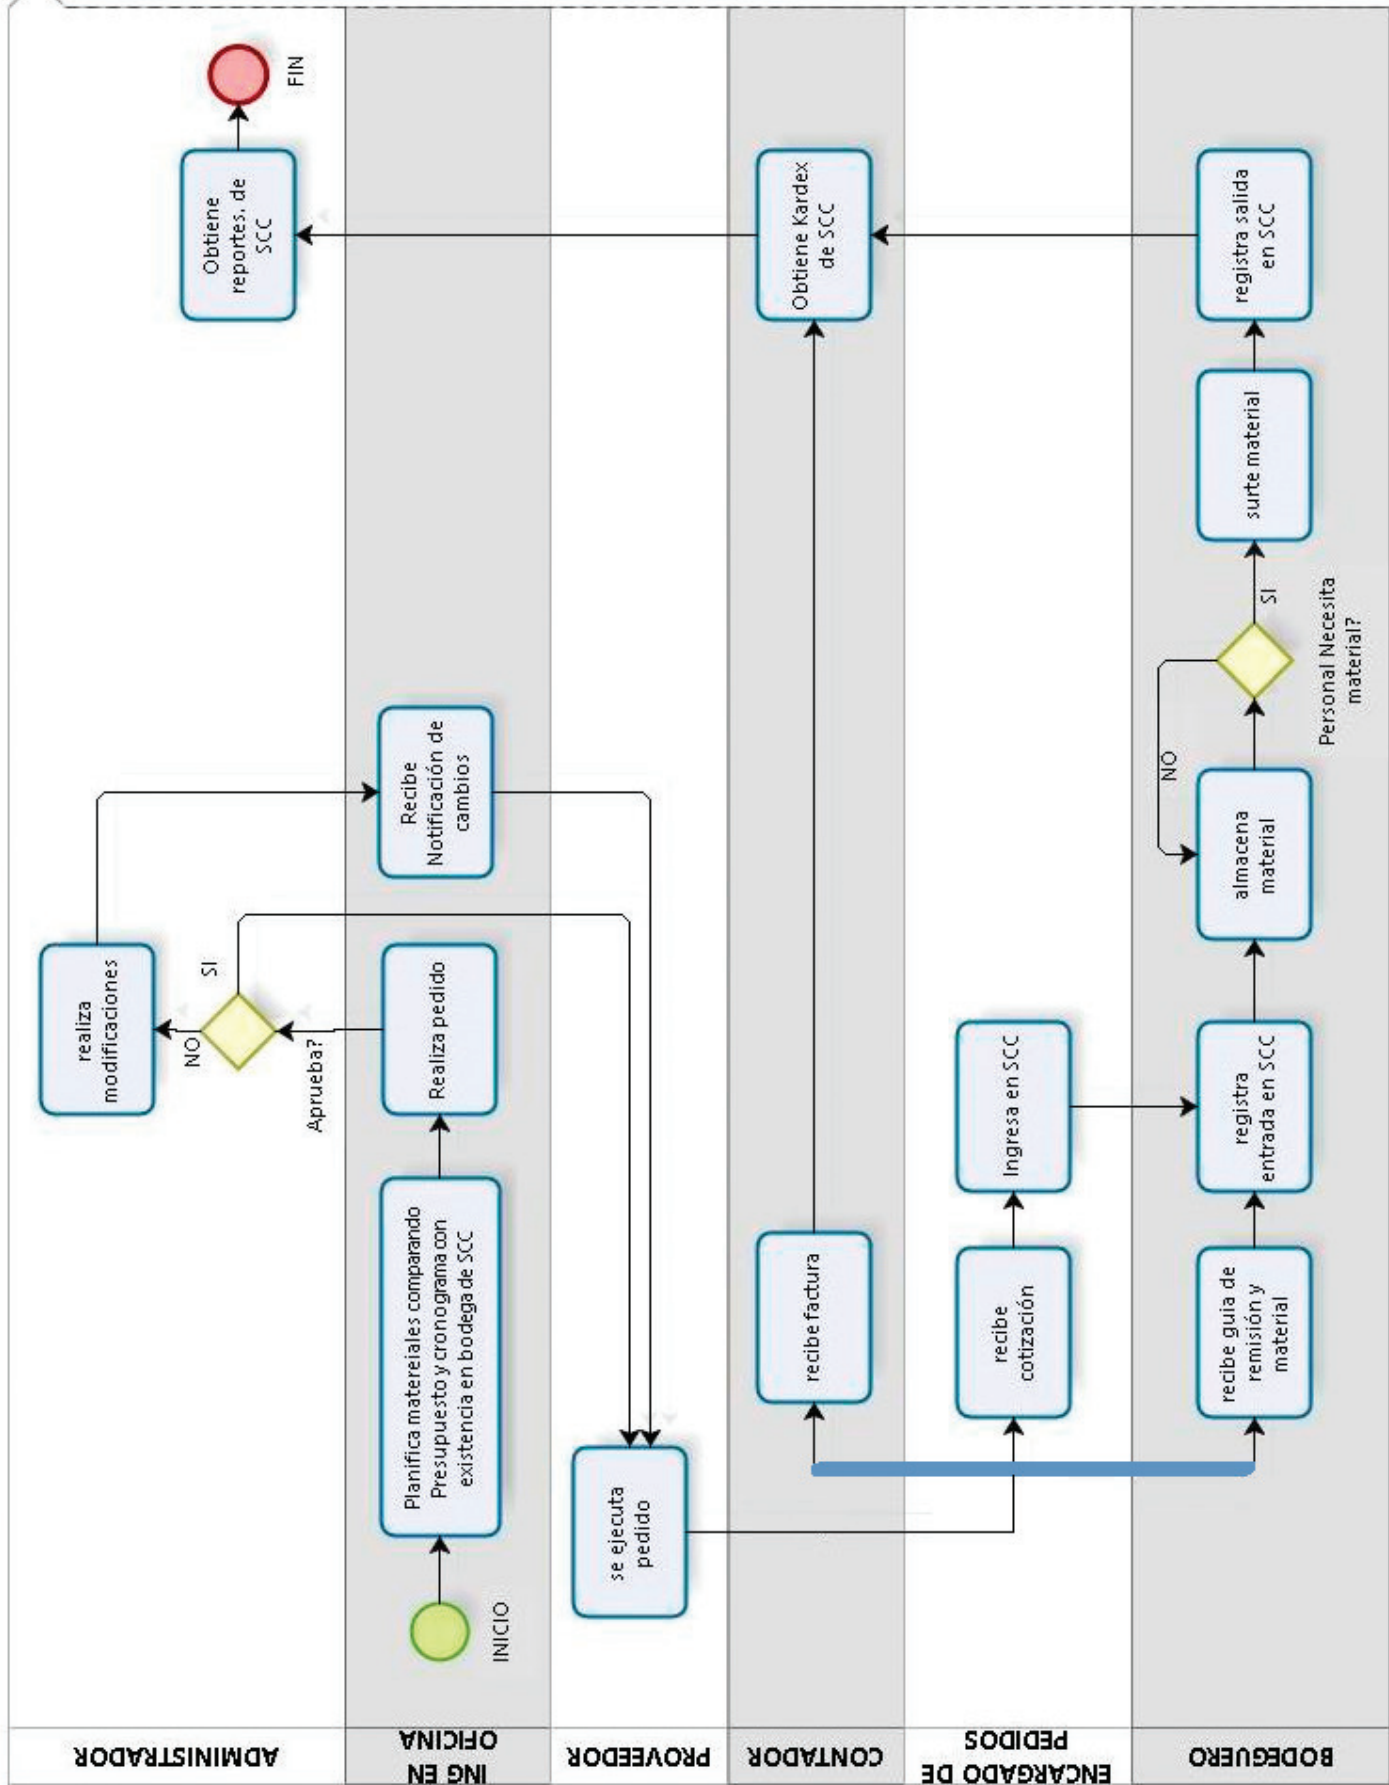 ADMINISTRADOR
realiza
modificaciones
NO
SI
Aprueba?
Obtiene
reportes. de
SCC
FIN
ING EN
OFICINA
INICIO
Planifica matereiales comparando
Presupuesto y cronograma con
existencia en bodega de SCC
Realiza pedido
Recibe
Notificación de
cambios
PROVEEDOR
se ejecuta
pedido
CONTADOR
recibe factura
Obtiene Kardex
de SCC
ENCARGADO DE
PEDIDOS
recibe
cotización
Ingresa en SCC
BODEGUERO
recibe guia de
remisión y
material
registra
entrada en SCC
almacena
material
NO
Personal Necesita
material?
SI
surte material
registra salida
en SCC